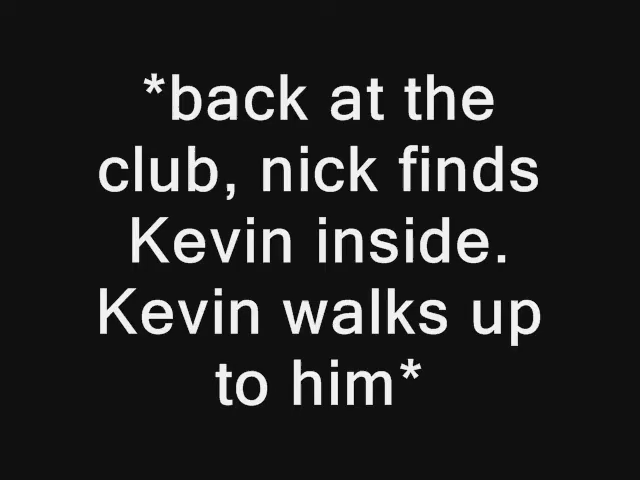 *back at the
club, nick finds
Kevin inside.
Kevin walks up
to him*